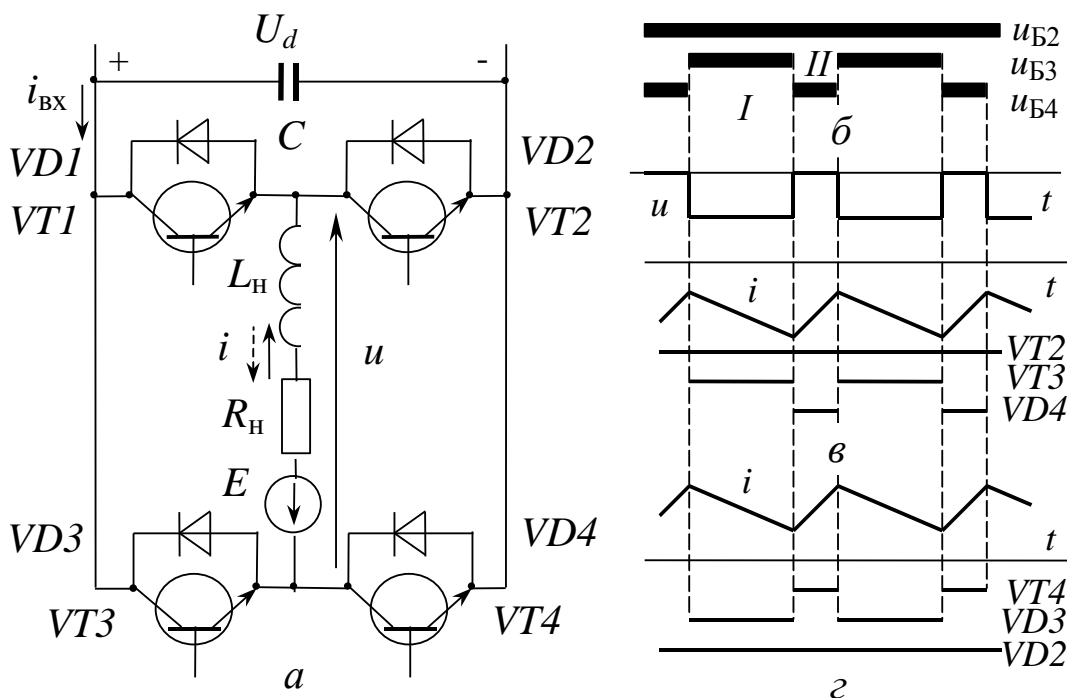 U_d
+ -
i_вх
C
VD1
VD2
VT1
VT2
L_н
i
u
R_н
E
VD3
VD4
VT3
VT4
а
u_Б2
u_Б3
II
u_Б4
I
б
u
t
i
t
VT2
VT3
VD4
в
i
t
VT4
VD3
VD2
г